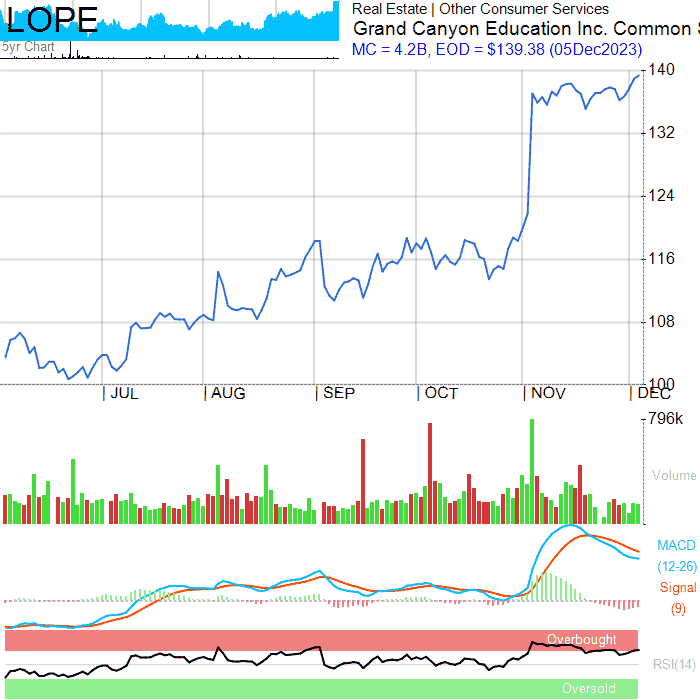 LOPE
5yr Chart
Real Estate | Other Consumer Services
Grand Canyon Education Inc. Common S
MC = 4.2B, EOD = $139.38 (05Dec2023)
140
132
124
116
108
100
JUL AUG SEP OCT NOV DEC
796k
Volume
MACD
(12-26)
Signal
(9)
Overbought
RSI(14)
Oversold